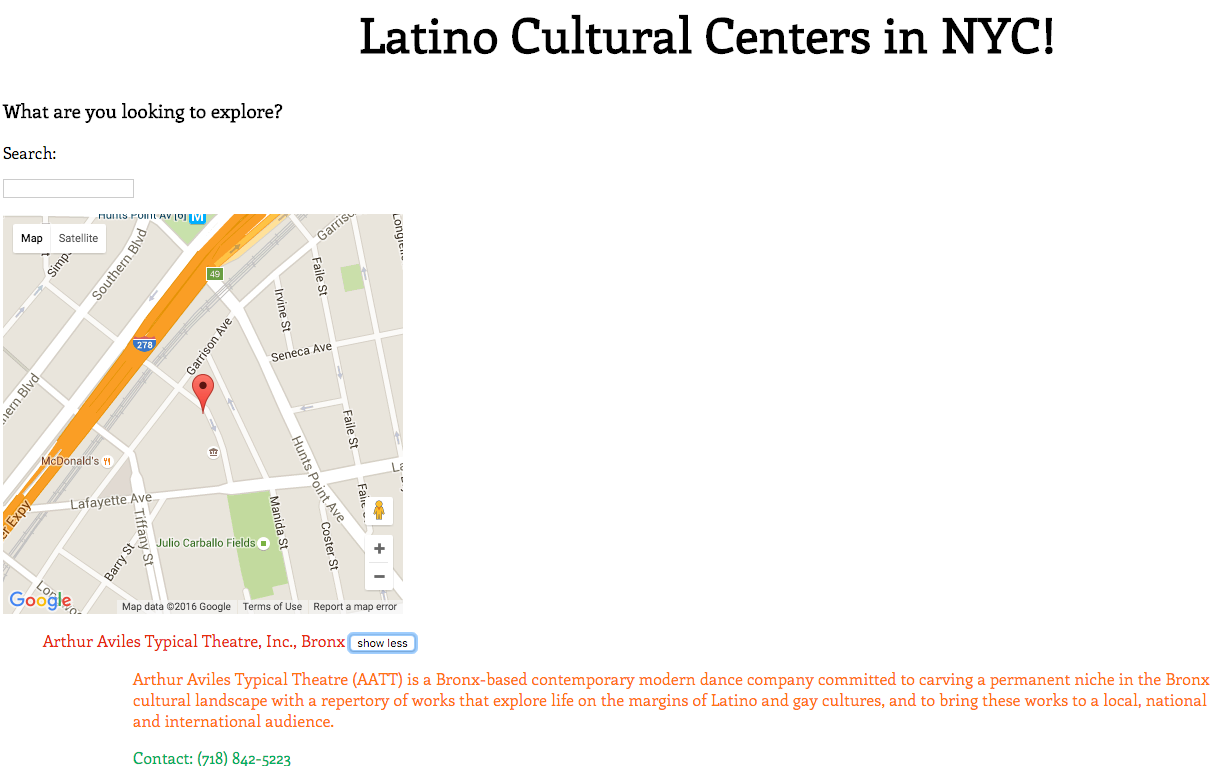 Latino Cultural Centers in NYC!
What are you looking to explore?
Search:
Hunts Point Av [6] M
Map Satellite
Southern Blvd
Garrison
49
Faile St
Irvine St
278
Garrison Ave
Seneca Ave
Faile St
McDonald's
Hunts Point Ave
Lafayette Ave
Tiffany St
Manida St
Coster St
Julio Carballo Fields
Barry St
Google
Map data ©2016 Google Terms of Use Report a map error
Arthur Aviles Typical Theatre, Inc., Bronx show less
Arthur Aviles Typical Theatre (AATT) is a Bronx-based contemporary modern dance company committed to carving a permanent niche in the Bronx
cultural landscape with a repertory of works that explore life on the margins of Latino and gay cultures, and to bring these works to a local, national
and international audience.
Contact: (718) 842-5223